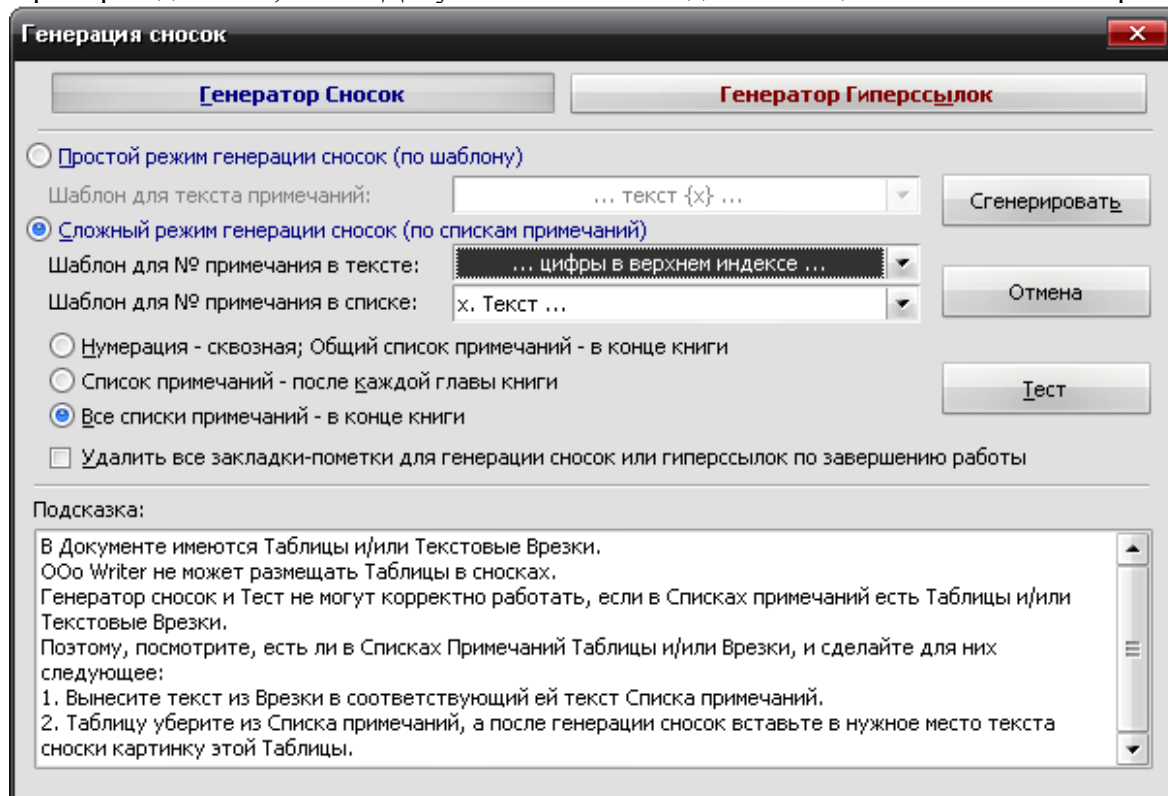 Генерация сносок
Генератор Сносок
Генератор Гиперссылок
Простой режим генерации сносок (по шаблону)
Шаблон для текста примечаний:
... текст {x} ...
Сгенерировать
Сложный режим генерации сносок (по спискам примечаний)
Шаблон для № примечания в тексте:
... цифры в верхнем индексе ...
Шаблон для № примечания в списке:
х. Текст ...
Отмена
Нумерация - сквозная; Общий список примечаний - в конце книги
Список примечаний - после каждой главы книги
Тест
Все списки примечаний - в конце книги
Удалить все закладки-пометки для генерации сносок или гиперссылок по завершению работы
Подсказка:
В Документе имеются Таблицы и/или Текстовые Врезки.
OOo Writer не может размещать Таблицы в сносках.
Генератор сносок и Тест не могут корректно работать, если в Списках примечаний есть Таблицы и/или
Текстовые Врезки.
Поэтому, посмотрите, есть ли в Списках Примечаний Таблицы и/или Врезки, и сделайте для них
следующее:
1. Вынесите текст из Врезки в соответствующий ей текст Списка примечаний.
2. Таблицу уберите из Списка примечаний, а после генерации сносок вставьте в нужное место текста
сноски картинку этой Таблицы.